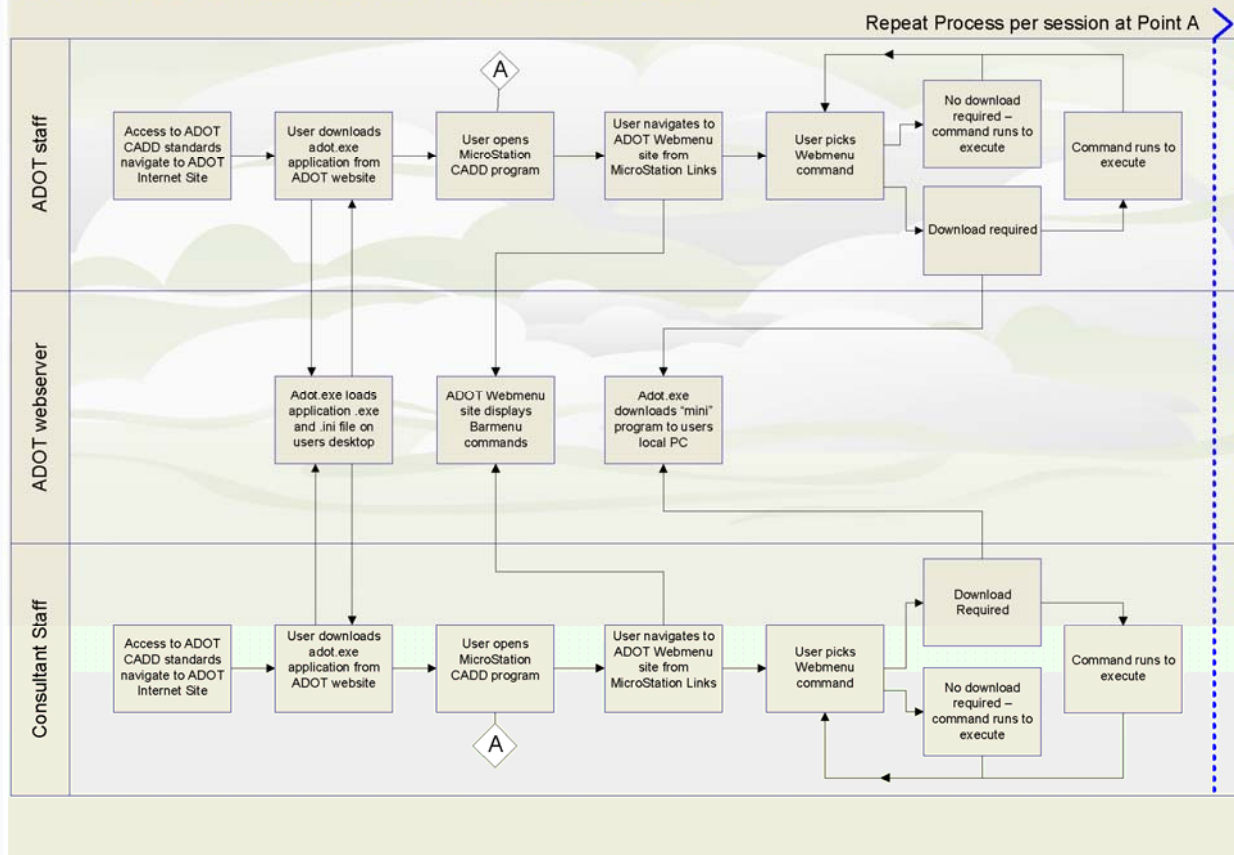 Repeat Process per session at Point A
ADOT staff
A
Access to ADOT
CADD standards
navigate to ADOT
Internet Site
User downloads
adot.exe
application from
ADOT website
User opens
MicroStation
CADD program
User navigates to
ADOT Webmenu
site from
MicroStation Links
User picks
Webmenu
command
No download
required –
command runs to
execute
Download required
Command runs to
execute
ADOT webserver
Adot.exe loads
application .exe
and .ini file on
users desktop
ADOT Webmenu
site displays
Barmenu
commands
Adot.exe
downloads “mini”
program to users
local PC
Consultant Staff
Access to ADOT
CADD standards
navigate to ADOT
Internet Site
User downloads
adot.exe
application from
ADOT website
User opens
MicroStation
CADD program
A
User navigates to
ADOT Webmenu
site from
MicroStation Links
User picks
Webmenu
command
Download
Required
No download
required –
command runs to
execute
Command runs to
execute